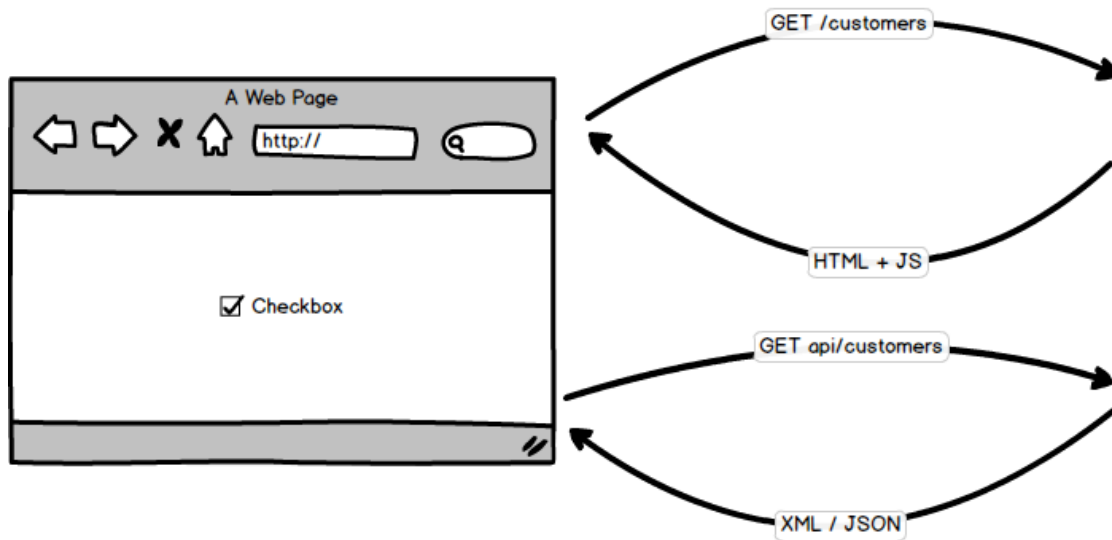 A Web Page
http://
Checkbox
GET /customers
HTML + JS
GET api/customers
XML / JSON